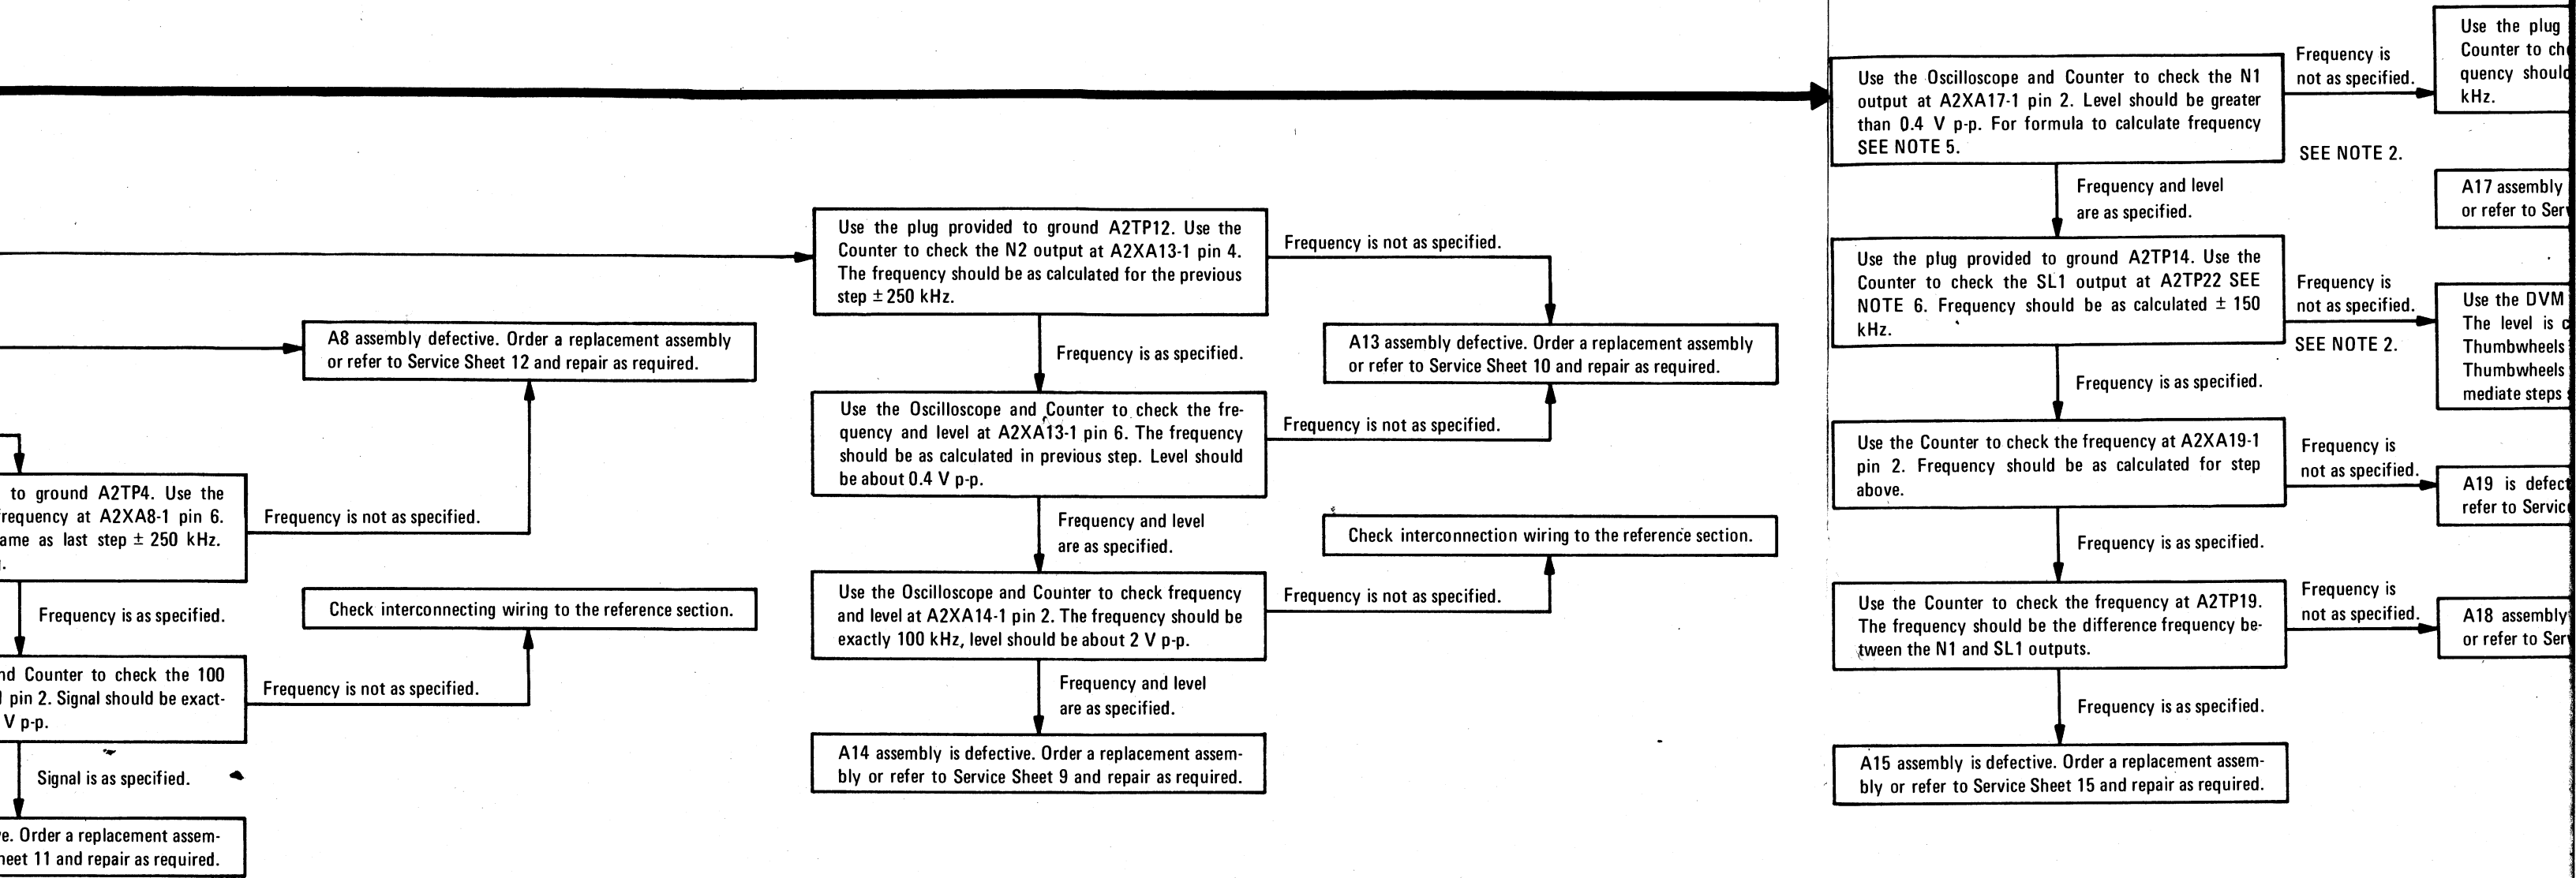 to ground A2TP4. Use the
frequency at A2XA8-1 pin 6.
same as last step ± 250 kHz.
Frequency is not as specified.
Frequency is as specified.
and Counter to check the 100
pin 2. Signal should be exact-
V p-p.
Frequency is not as specified.
Signal is as specified.
Order a replacement assem-
11 and repair as required.
A8 assembly defective. Order a replacement assembly
or refer to Service Sheet 12 and repair as required.
Check interconnecting wiring to the reference section.
Use the plug provided to ground A2TP12. Use the
Counter to check the N2 output at A2XA13-1 pin 4.
The frequency should be as calculated for the previous
step ± 250 kHz.
Frequency is not as specified.
Frequency is as specified.
A13 assembly defective. Order a replacement assembly
or refer to Service Sheet 10 and repair as required.
Use the Oscilloscope and Counter to check the fre-
quency and level at A2XA13-1 pin 6. The frequency
should be as calculated in previous step. Level should
be about 0.4 V p-p.
Frequency is not as specified.
Frequency and level
are as specified.
Check interconnection wiring to the reference section.
Use the Oscilloscope and Counter to check frequency
and level at A2XA14-1 pin 2. The frequency should be
exactly 100 kHz, level should be about 2 V p-p.
Frequency is not as specified.
Frequency and level
are as specified.
A14 assembly is defective. Order a replacement assem-
bly or refer to Service Sheet 9 and repair as required.
Use the Oscilloscope and Counter to check the N1
output at A2XA17-1 pin 2. Level should be greater
than 0.4 V p-p. For formula to calculate frequency
SEE NOTE 5.
Frequency is
not as specified.
SEE NOTE 2.
Frequency and level
are as specified.
Use the plug provided to ground A2TP14. Use the
Counter to check the SL1 output at A2TP22 SEE
NOTE 6. Frequency should be as calculated ± 150
kHz.
Frequency is
not as specified.
SEE NOTE 2.
Frequency is as specified.
Use the Counter to check the frequency at A2XA19-1
pin 2. Frequency should be as calculated for step
above.
Frequency is
not as specified.
Frequency is as specified.
Use the Counter to check the frequency at A2TP19.
The frequency should be the difference frequency be-
tween the N1 and SL1 outputs.
Frequency is
not as specified.
Frequency is as specified.
A15 assembly is defective. Order a replacement assem-
bly or refer to Service Sheet 15 and repair as required.
Use the plug
Counter to
quency should
kHz.
A17 assembly
or refer to
Use the DVM
The level is
Thumbwheels
Thumbwheels
mediate steps
A19 is
refer to
A18 assembly
or refer to